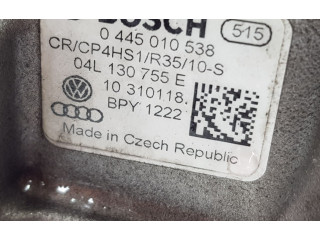 BOSCH 515
0 445 010 538
CR/CP4HS1/R35/10-S
04L 130 755 E
10 310118.
BPY 1222
Made in Czech Republic